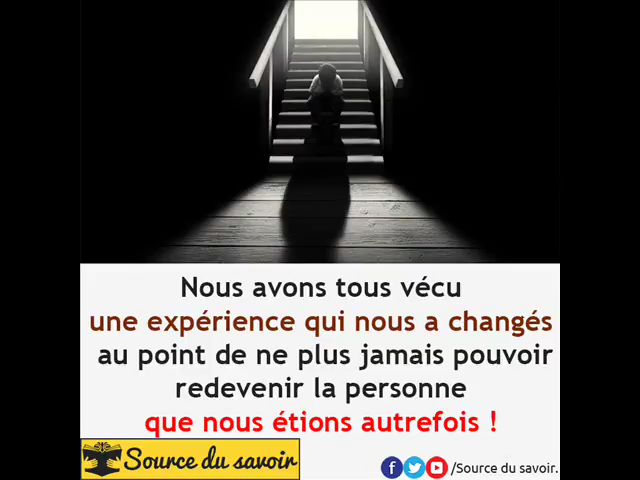 Nous avons tous vécu
une expérience qui nous a changés
au point de ne plus jamais pouvoir
redevenir la personne
que nous étions autrefois !
Source du savoir
/Source du savoir.